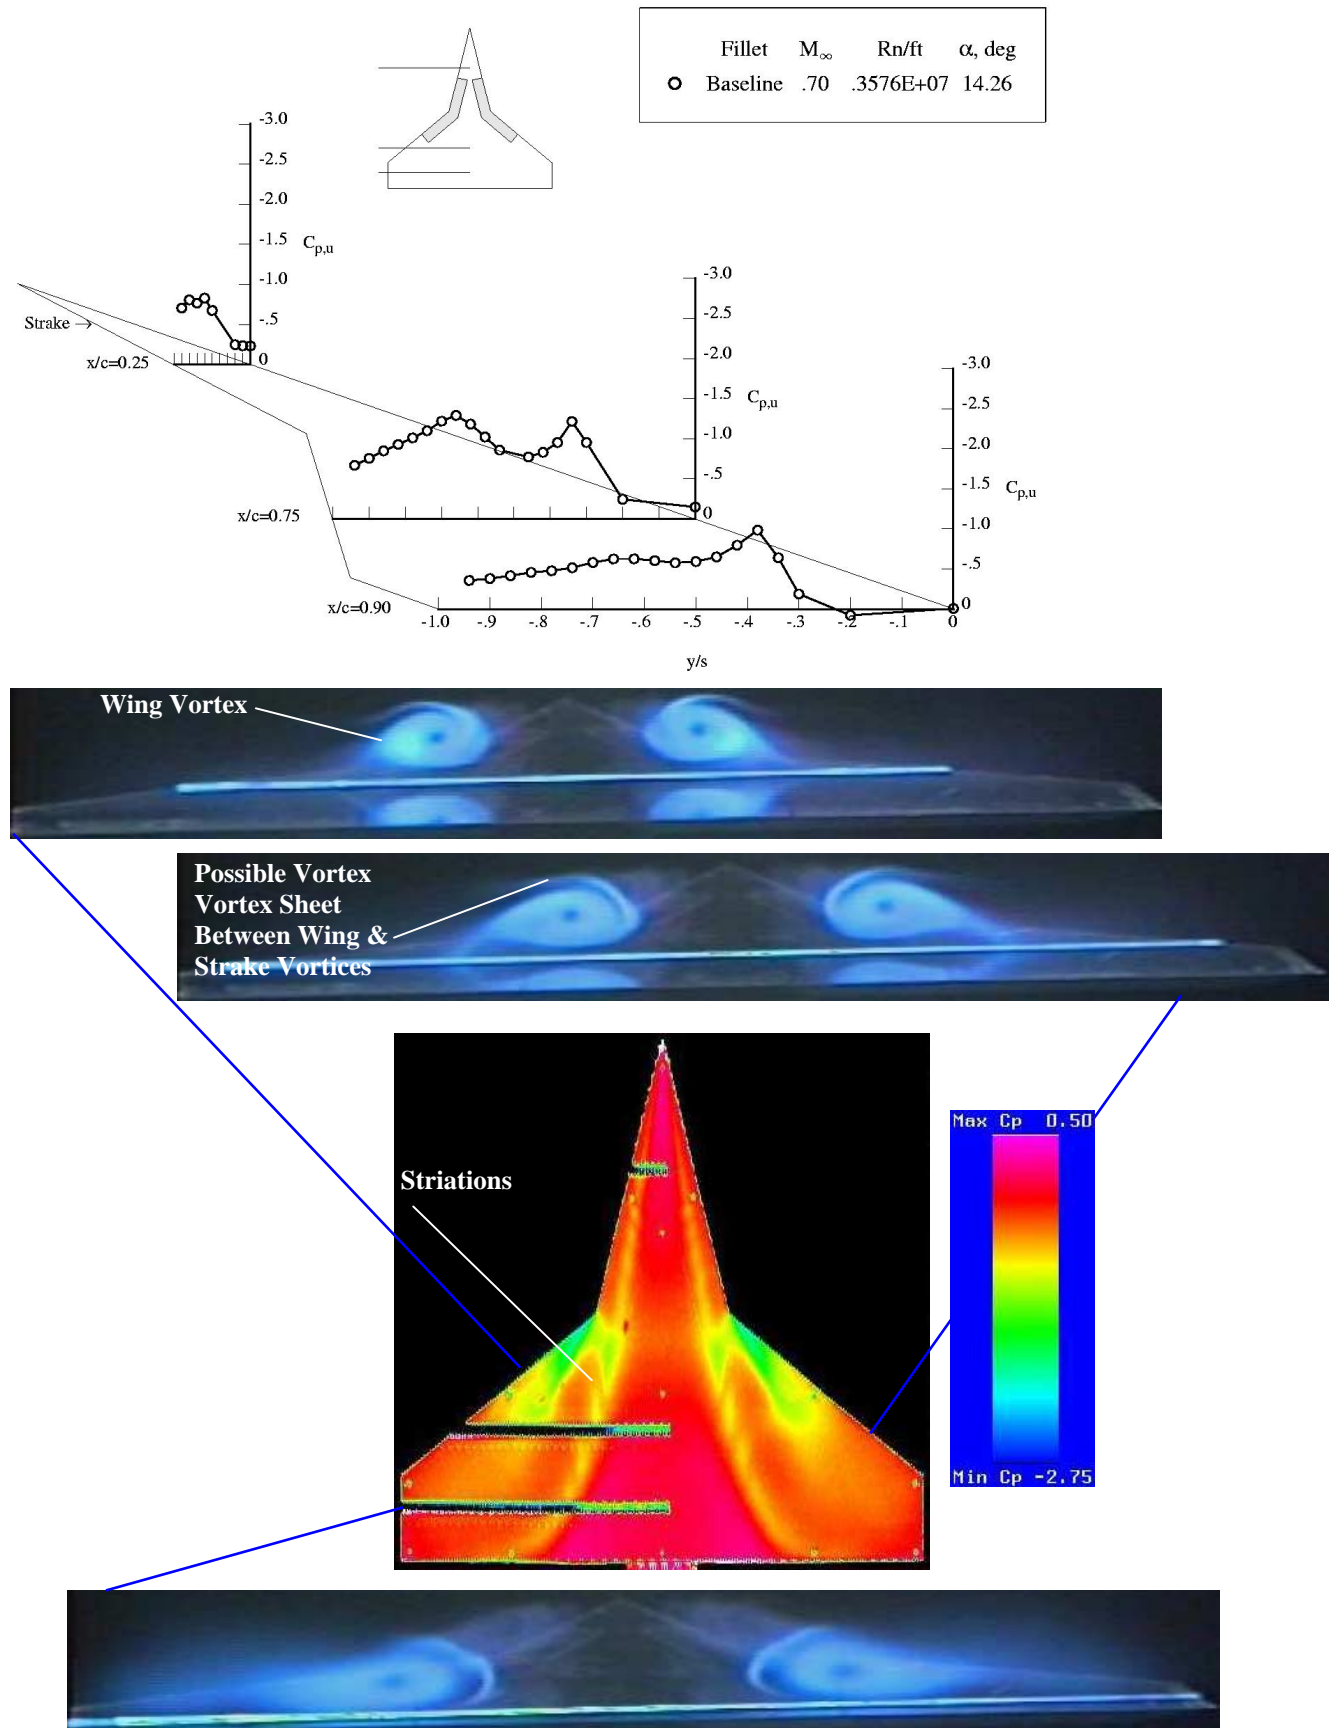 Fillet M∞ Rn/ft α, deg
Baseline .70 .3576E+07 14.26
-3.0
-2.5
-2.0
-1.5 Cp,u
-1.0
-.5
0
Strake →
x/c=0.25
-3.0
-2.5
-2.0
-1.5 Cp,u
-1.0
-.5
0
x/c=0.75
-3.0
-2.5
-2.0
-1.5 Cp,u
-1.0
-.5
0
x/c=0.90
-1.0 -.9 -.8 -.7 -.6 -.5 -.4 -.3 -.2 -.1 0
y/s
Wing Vortex
Possible Vortex
Vortex Sheet
Between Wing &
Strake Vortices
Striations
Max Cp 0.50
Min Cp -2.75